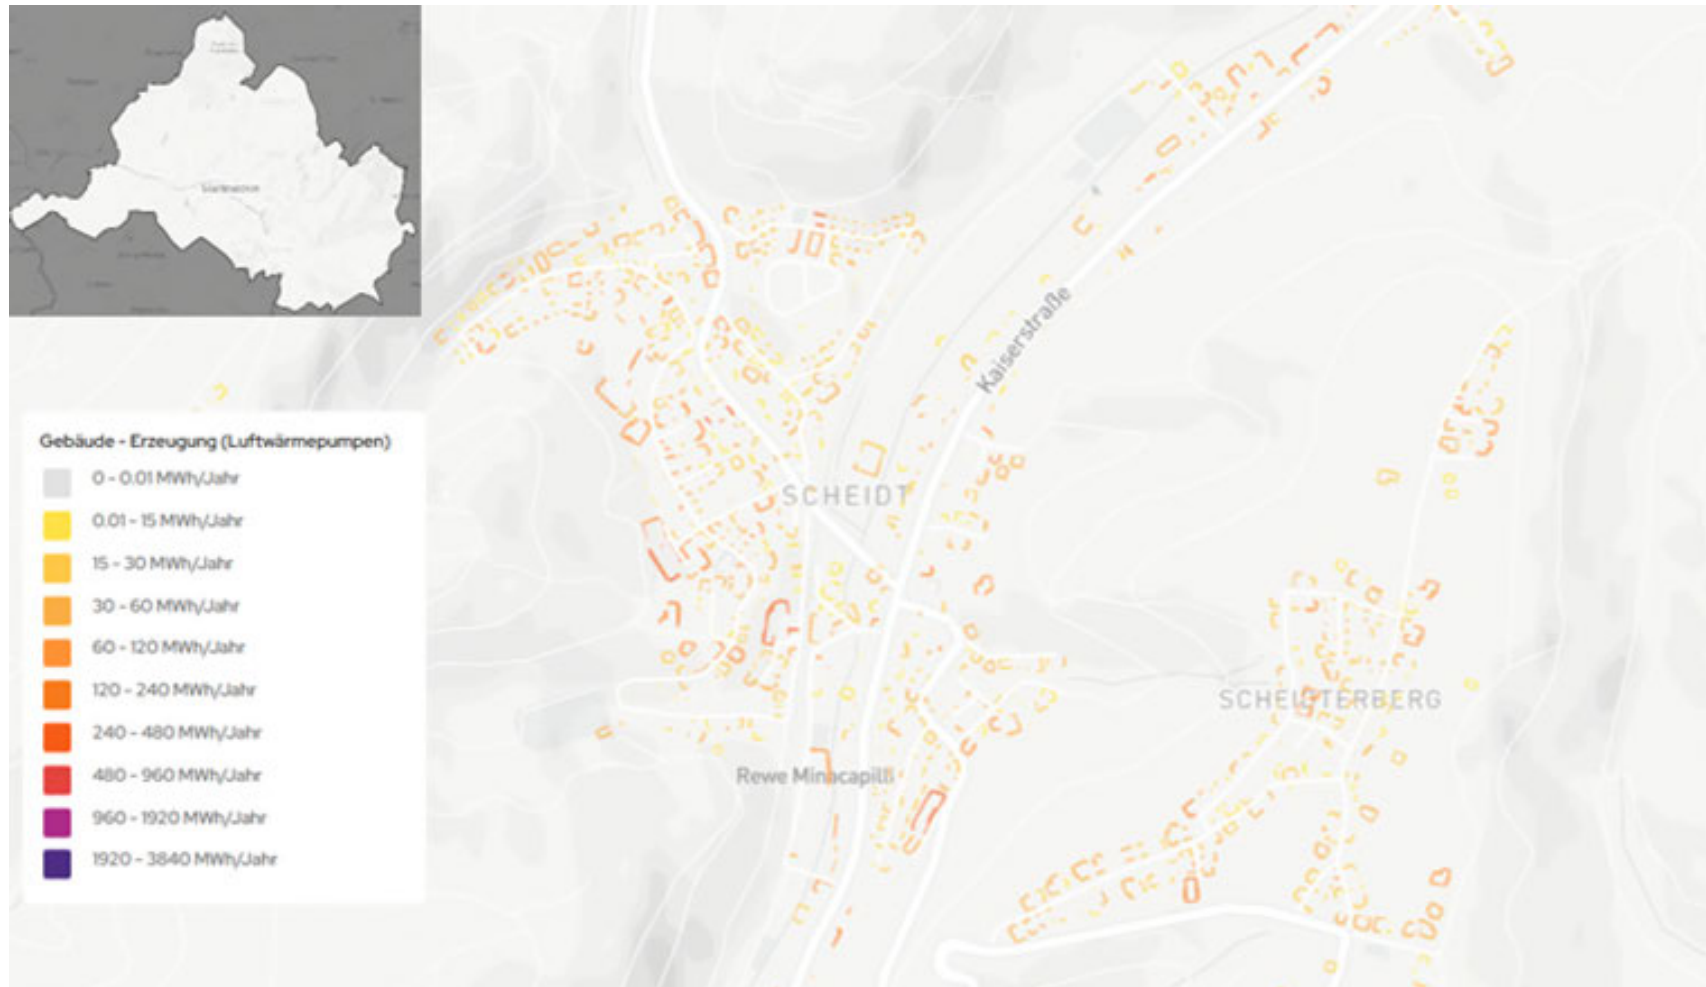 Kaiserstraße
SCHEIDT
SCHEIDTERBERG
Rewe Minacapilli
Gebäude - Erzeugung (Luftwärmepumpen)
0 - 0.01 MWh/Jahr
0.01 - 15 MWh/Jahr
15 - 30 MWh/Jahr
30 - 60 MWh/Jahr
60 - 120 MWh/Jahr
120 - 240 MWh/Jahr
240 - 480 MWh/Jahr
480 - 960 MWh/Jahr
960 - 1920 MWh/Jahr
1920 - 3840 MWh/Jahr